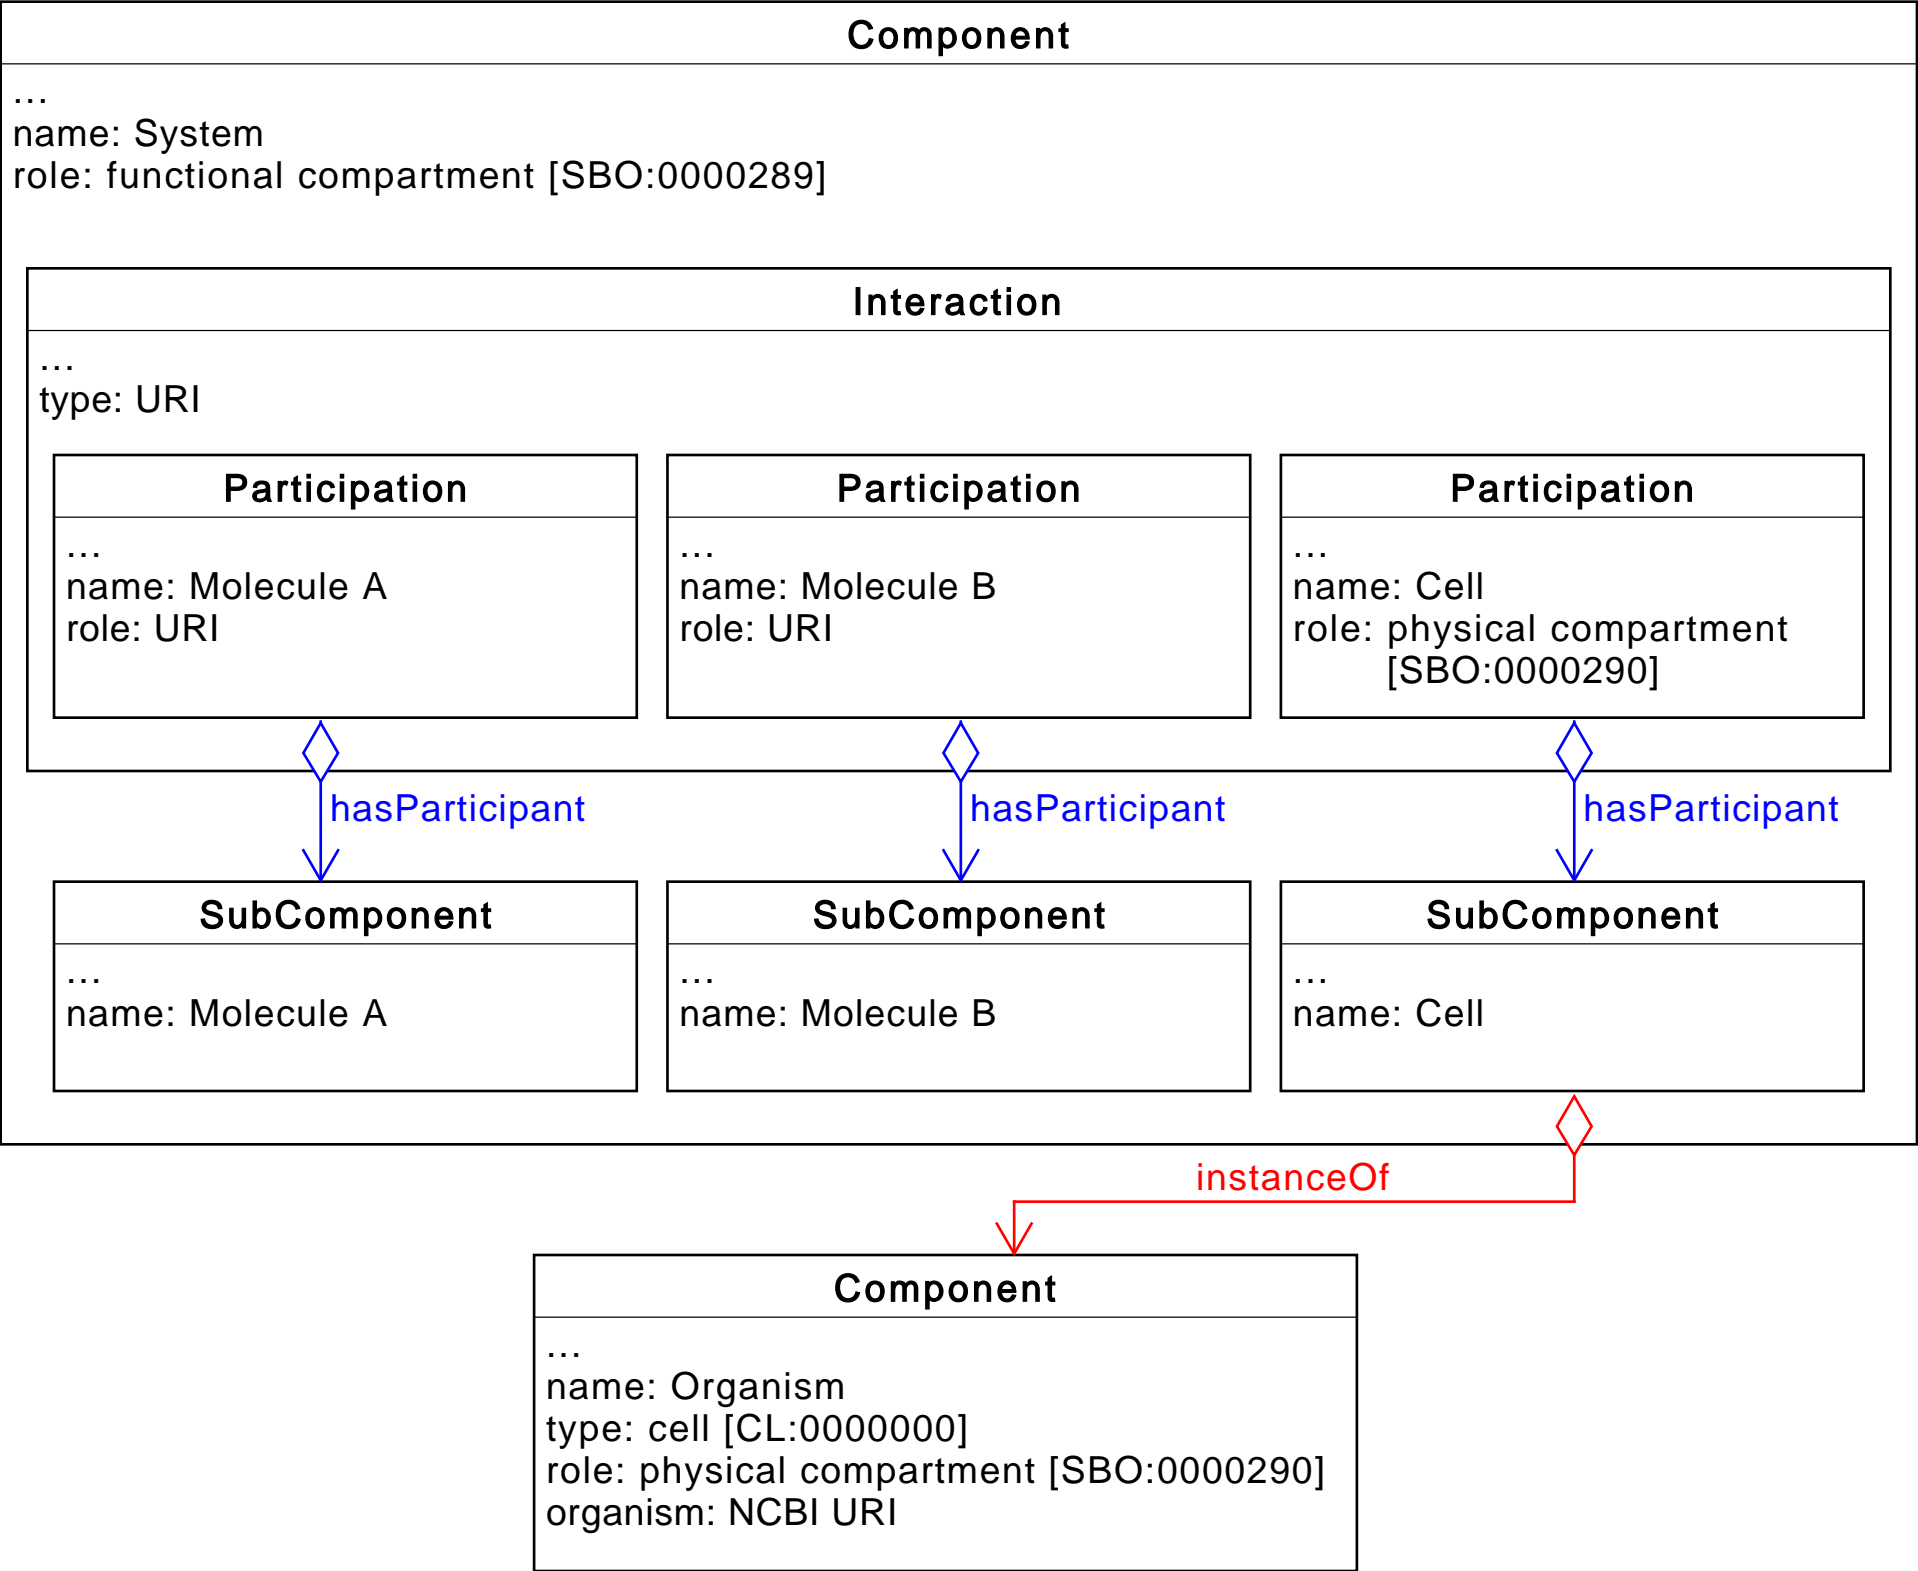 Component
...
name: System
role: functional compartment [SBO:0000289]
Interaction
...
type: URI
Participation
...
name: Molecule A
role: URI
Participation
...
name: Molecule B
role: URI
Participation
...
name: Cell
role: physical compartment
[SBO:0000290]
hasParticipant
hasParticipant
hasParticipant
SubComponent
...
name: Molecule A
SubComponent
...
name: Molecule B
SubComponent
...
name: Cell
instanceOf
Component
...
name: Organism
type: cell [CL:0000000]
role: physical compartment [SBO:0000290]
organism: NCBI URI